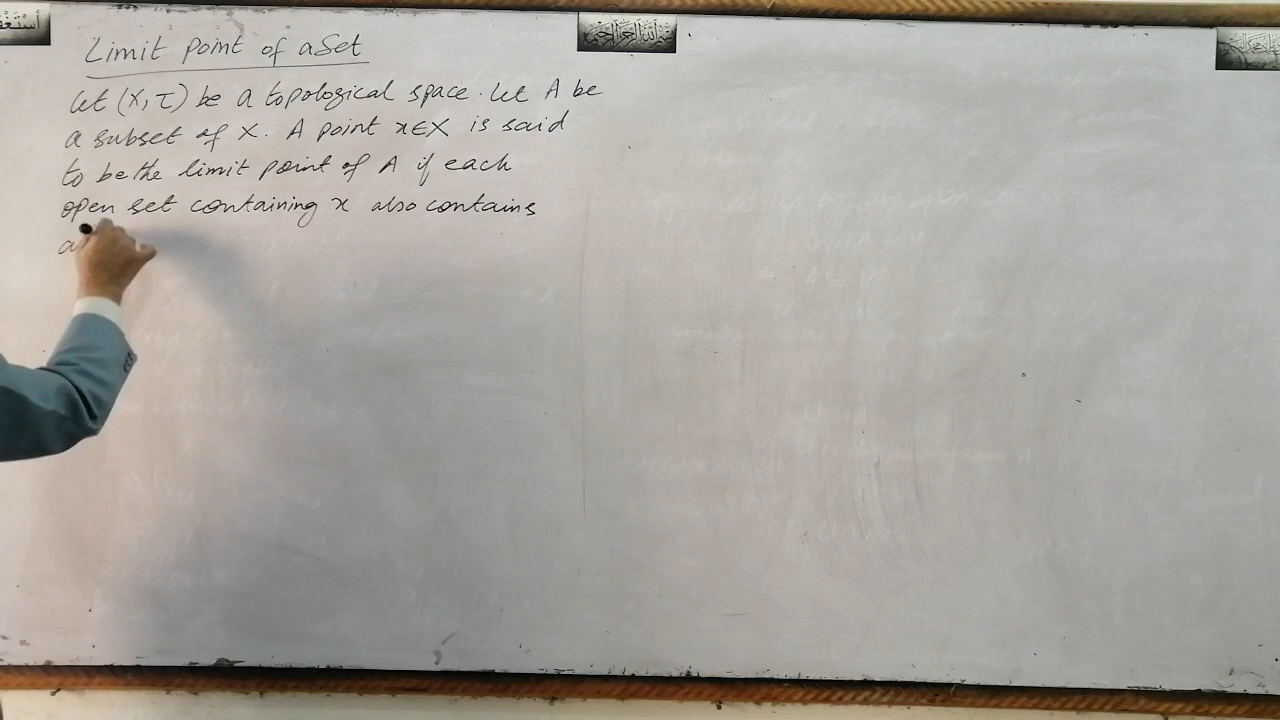 Limit point of a Set
Let (X, τ) be a topological space. Let A be
a subset of X. A point x∈X is said
to be the limit point of A if each
open set containing x also contains
a